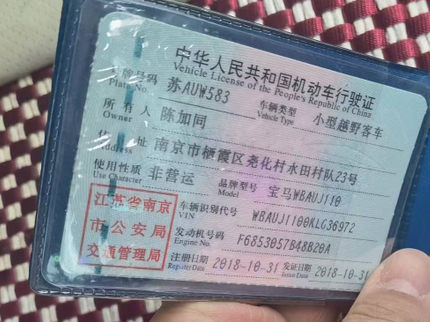 中华人民共和国机动车行驶证
Vehicle License of the People's Republic of China
号牌号码 苏AUW583 车辆类型 小型越野客车
Plate No. Vehicle Type
所有人 陈加同
Owner
住址 南京市栖霞区尧化村水田村队23号
Address
使用性质 非营运 品牌型号 宝马WBAUJ110
Use Character Model
江苏省南京
市公安局
交通管理局
车辆识别代号 WBAUJ1100KLG36972
VIN
发动机号码 F6853057B48B20A
Engine No.
注册日期 2018-10-31 发证日期 2018-10-31
Register Date Issue Date